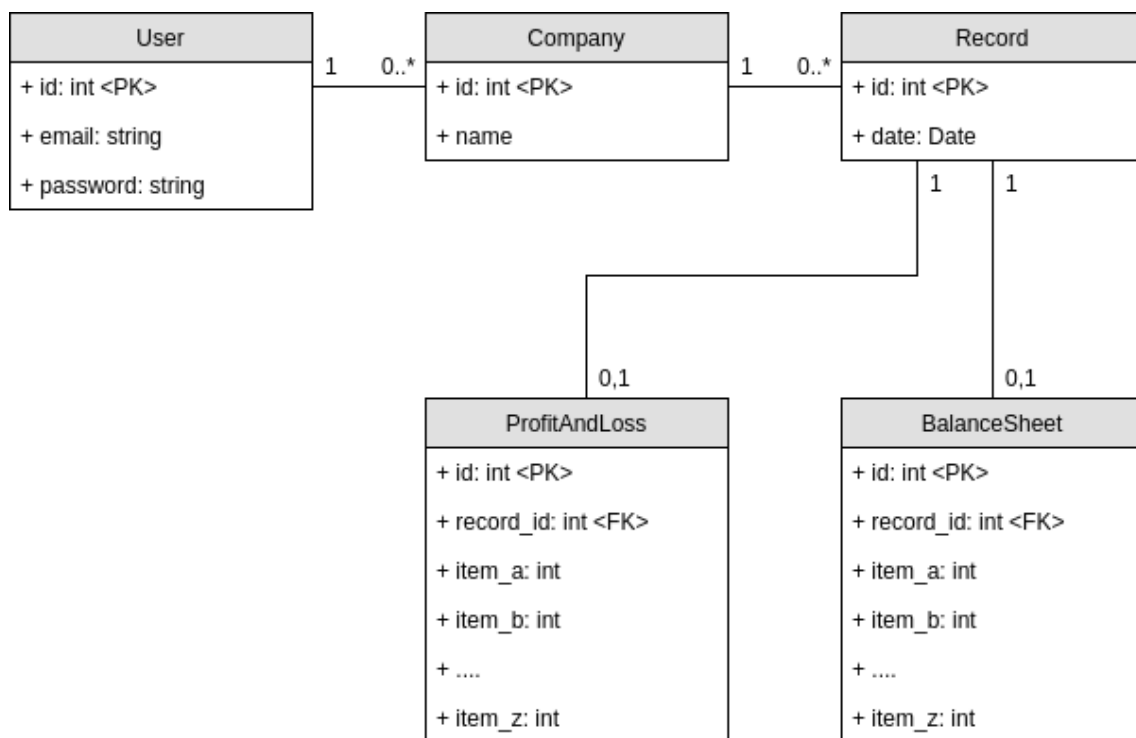 User
+ id: int <PK>
+ email: string
+ password: string
1 0..*
Company
+ id: int <PK>
+ name
1 0..*
Record
+ id: int <PK>
+ date: Date
1 1
0,1 0,1
ProfitAndLoss
+ id: int <PK>
+ record_id: int <FK>
+ item_a: int
+ item_b: int
+ ....
+ item_z: int
BalanceSheet
+ id: int <PK>
+ record_id: int <FK>
+ item_a: int
+ item_b: int
+ ....
+ item_z: int